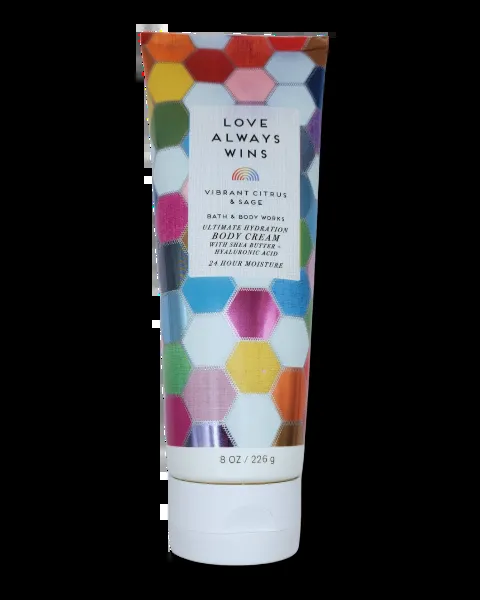 LOVE
ALWAYS
WINS
VIBRANT CITRUS
& SAGE
BATH & BODY WORKS
ULTIMATE HYDRATION
BODY CREAM
WITH SHEA BUTTER +
HYALURONIC ACID
24 HOUR MOISTURE
8 OZ / 226 g